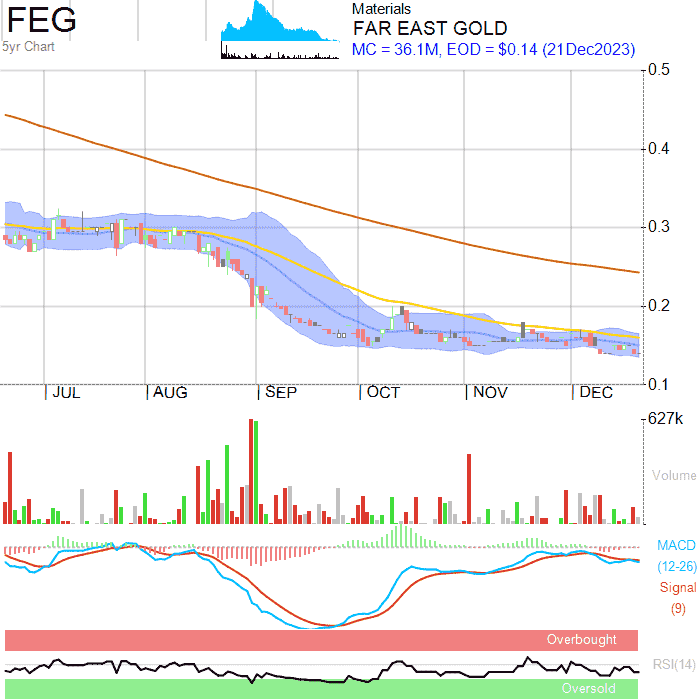 FEG
5yr Chart
Materials
FAR EAST GOLD
MC = 36.1M, EOD = $0.14 (21Dec2023)
0.5
0.4
0.3
0.2
0.1
JUL AUG SEP OCT NOV DEC
627k
Volume
MACD
(12-26)
Signal
(9)
Overbought
RSI(14)
Oversold